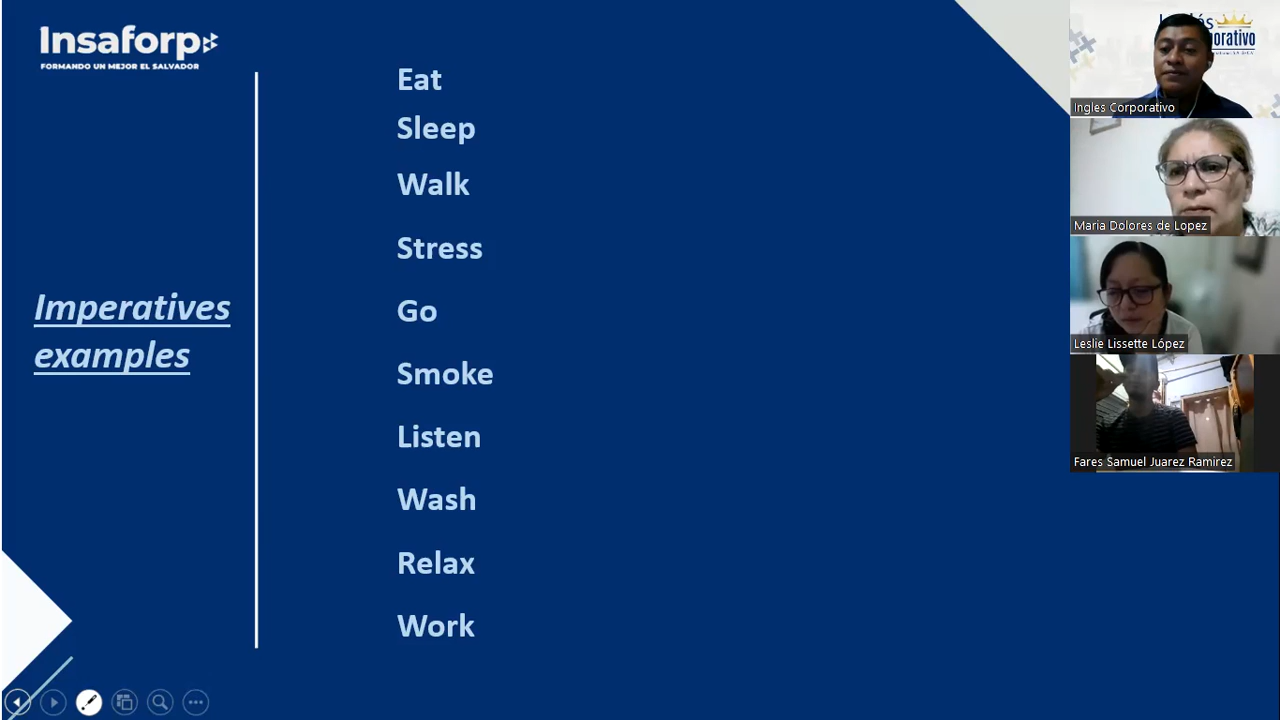 Insaforp
FORMANDO UN MEJOR EL SALVADOR
Imperatives
examples
Eat
Sleep
Walk
Stress
Go
Smoke
Listen
Wash
Relax
Work
Ingles Corporativo
Maria Dolores de Lopez
Leslie Lissette López
Fares Samuel Juarez Ramirez